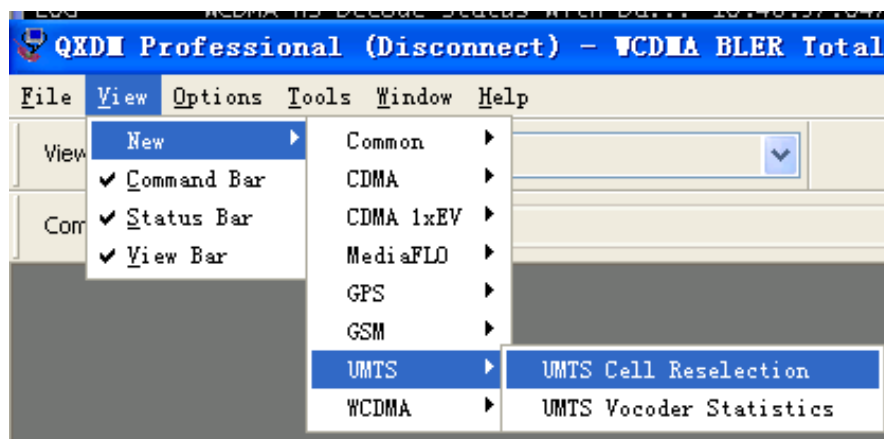 QXDM Professional (Disconnect) - WCDMA BLER Total
File View Options Tools Window Help
View
New
✓ Command Bar
✓ Status Bar
✓ View Bar
Com
Common
CDMA
CDMA 1xEV
MediaFLO
GPS
GSM
UMTS
WCDMA
UMTS Cell Reselection
UMTS Vocoder Statistics